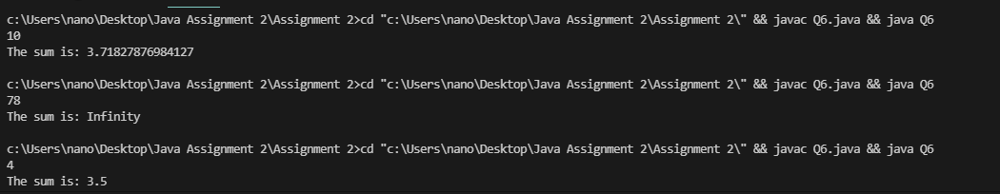 c:\Users\nano\Desktop\Java Assignment 2\Assignment 2>cd "c:\Users\nano\Desktop\Java Assignment 2\Assignment 2\" && javac Q6.java && java Q6
10
The sum is: 3.71827876984127
c:\Users\nano\Desktop\Java Assignment 2\Assignment 2>cd "c:\Users\nano\Desktop\Java Assignment 2\Assignment 2\" && javac Q6.java && java Q6
78
The sum is: Infinity
c:\Users\nano\Desktop\Java Assignment 2\Assignment 2>cd "c:\Users\nano\Desktop\Java Assignment 2\Assignment 2\" && javac Q6.java && java Q6
4
The sum is: 3.5